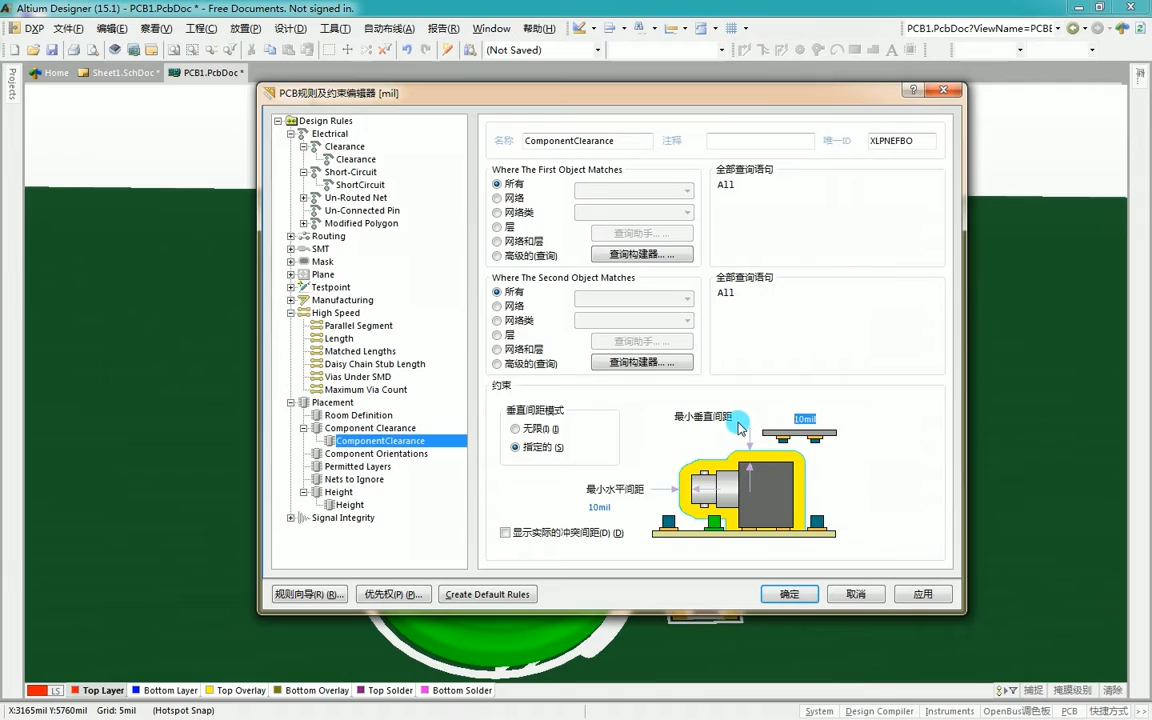 Altium Designer (15.1) - PCB1.PcbDoc * - Free Documents. Not signed in.
DXP 文件(F) 编辑(E) 察看(V) 工程(C) 放置(P) 设计(D) 工具(T) 自动布线(A) 报告(R) Window 帮助(H) PCB1.PcbDoc?ViewName=PCBE
(Not Saved)
Home Sheet1.SchDoc * PCB1.PcbDoc *
Projects
PCB规则及约束编辑器 [mil]
Design Rules
Electrical
Clearance
Clearance
Short-Circuit
ShortCircuit
Un-Routed Net
Un-Connected Pin
Modified Polygon
Routing
SMT
Mask
Plane
Testpoint
Manufacturing
High Speed
Parallel Segment
Length
Matched Lengths
Daisy Chain Stub Length
Vias Under SMD
Maximum Via Count
Placement
Room Definition
Component Clearance
ComponentClearance
Component Orientations
Permitted Layers
Nets to Ignore
Height
Height
Signal Integrity
名称 ComponentClearance 注释 唯一ID XLPNEFBO
Where The First Object Matches
所有
网络
网络类
层
网络和层
高级的(查询)
查询助手... ...
查询构建器... ...
全部查询语句
All
Where The Second Object Matches
所有
网络
网络类
层
网络和层
高级的(查询)
查询助手... ...
查询构建器... ...
全部查询语句
All
约束
垂直间距模式
无限(I) (I)
指定的 (S)
最小垂直间距 10mil
最小水平间距
10mil
显示实际的冲突间距(D) (D)
规则向导(R) (R)... 优先权(P) (P)... Create Default Rules 确定 取消 应用
LS Top Layer Bottom Layer Top Overlay Bottom Overlay Top Solder Bottom Solder 捕捉 掩膜级别 清除
X:3165mil Y:5760mil Grid: 5mil (Hotspot Snap) System Design Compiler Instruments OpenBus调色板 PCB 快捷方式 >>